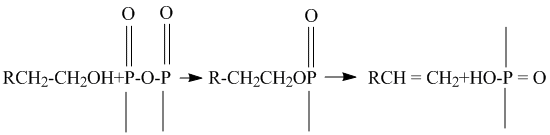 O O O
RCH2-CH2OH+P-O-P R-CH2CH2OP RCH = CH2+HO-P = O